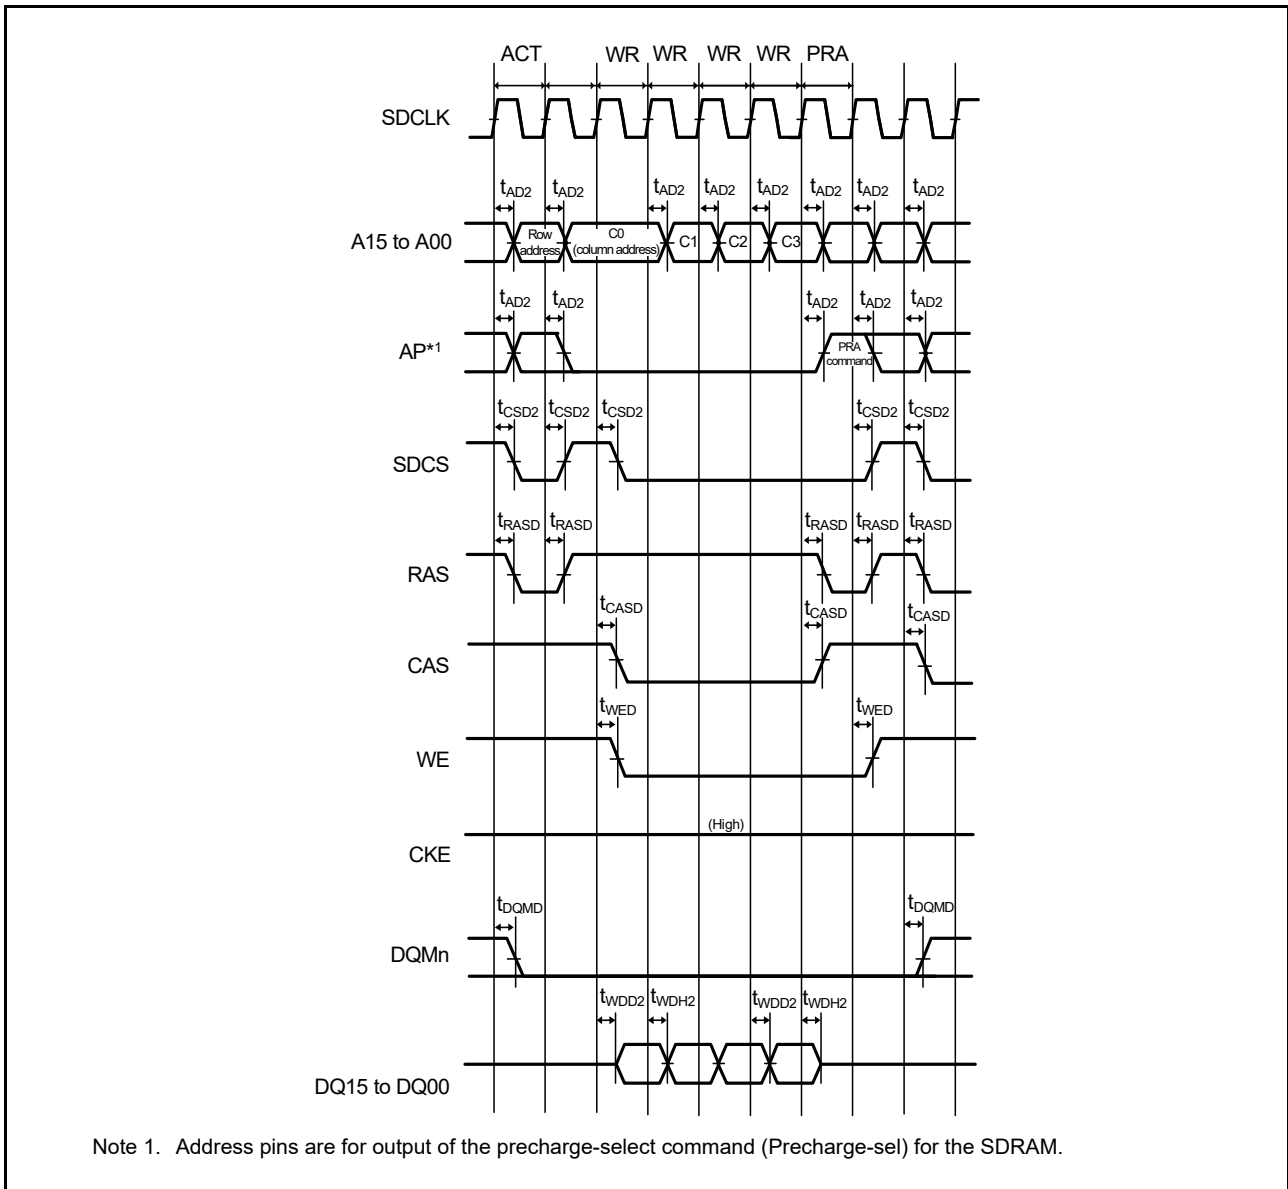 ACT WR WR WR WR PRA
SDCLK
tAD2 tAD2 tAD2 tAD2 tAD2 tAD2 tAD2 tAD2
A15 to A00
Row address
C0 (column address)
C1 C2 C3
tAD2 tAD2 tAD2 tAD2 tAD2
AP*1
PRA command
tCSD2 tCSD2 tCSD2 tCSD2 tCSD2
SDCS
tRASD tRASD tRASD tRASD tRASD
RAS
tCASD tCASD tCASD
CAS
tWED tWED
WE
(High)
CKE
tDQMD tDQMD
DQMn
tWDD2 tWDH2 tWDD2 tWDH2
DQ15 to DQ00
Note 1. Address pins are for output of the precharge-select command (Precharge-sel) for the SDRAM.